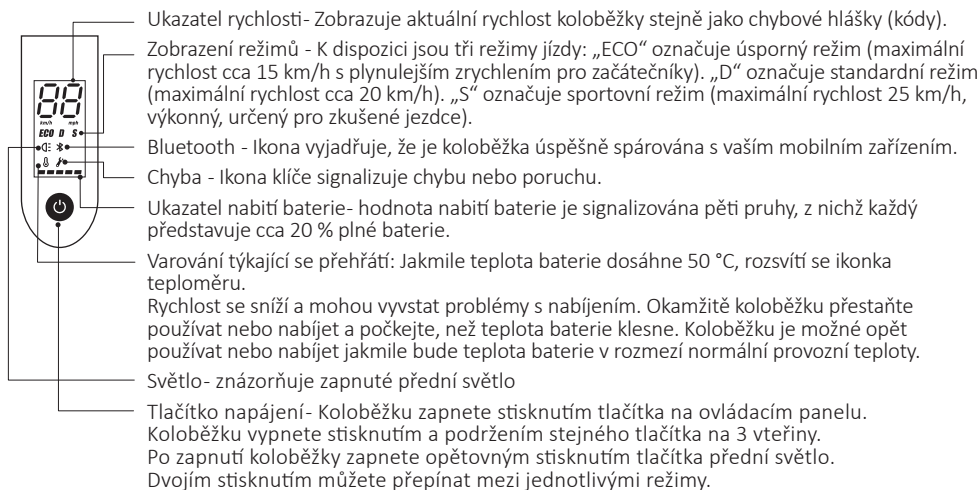 Ukazatel rychlosti- Zobrazuje aktuální rychlost koloběžky stejně jako chybové hlášky (kódy).
Zobrazení režimů - K dispozici jsou tři režimy jízdy: „ECO“ označuje úsporný režim (maximální
rychlost cca 15 km/h s plynulejším zrychlením pro začátečníky). „D“ označuje standardní režim
(maximální rychlost cca 20 km/h). „S“ označuje sportovní režim (maximální rychlost 25 km/h,
výkonný, určený pro zkušené jezdce).
88
km/h mph
ECO D S
Bluetooth - Ikona vyjadřuje, že je koloběžka úspěšně spárována s vaším mobilním zařízením.
Chyba - Ikona klíče signalizuje chybu nebo poruchu.
Ukazatel nabití baterie- hodnota nabití baterie je signalizována pěti pruhy, z nichž každý
představuje cca 20 % plné baterie.
Varování týkající se přehřátí: Jakmile teplota baterie dosáhne 50 °C, rozsvítí se ikonka
teploměru.
Rychlost se sníží a mohou vyvstat problémy s nabíjením. Okamžitě koloběžku přestaňte
používat nebo nabíjet a počkejte, než teplota baterie klesne. Koloběžku je možné opět
používat nebo nabíjet jakmile bude teplota baterie v rozmezí normální provozní teploty.
Světlo- znázorňuje zapnuté přední světlo
Tlačítko napájení- Koloběžku zapnete stisknutím tlačítka na ovládacím panelu.
Koloběžku vypnete stisknutím a podržením stejného tlačítka na 3 vteřiny.
Po zapnutí koloběžky zapnete opětovným stisknutím tlačítka přední světlo.
Dvojím stisknutím můžete přepínat mezi jednotlivými režimy.